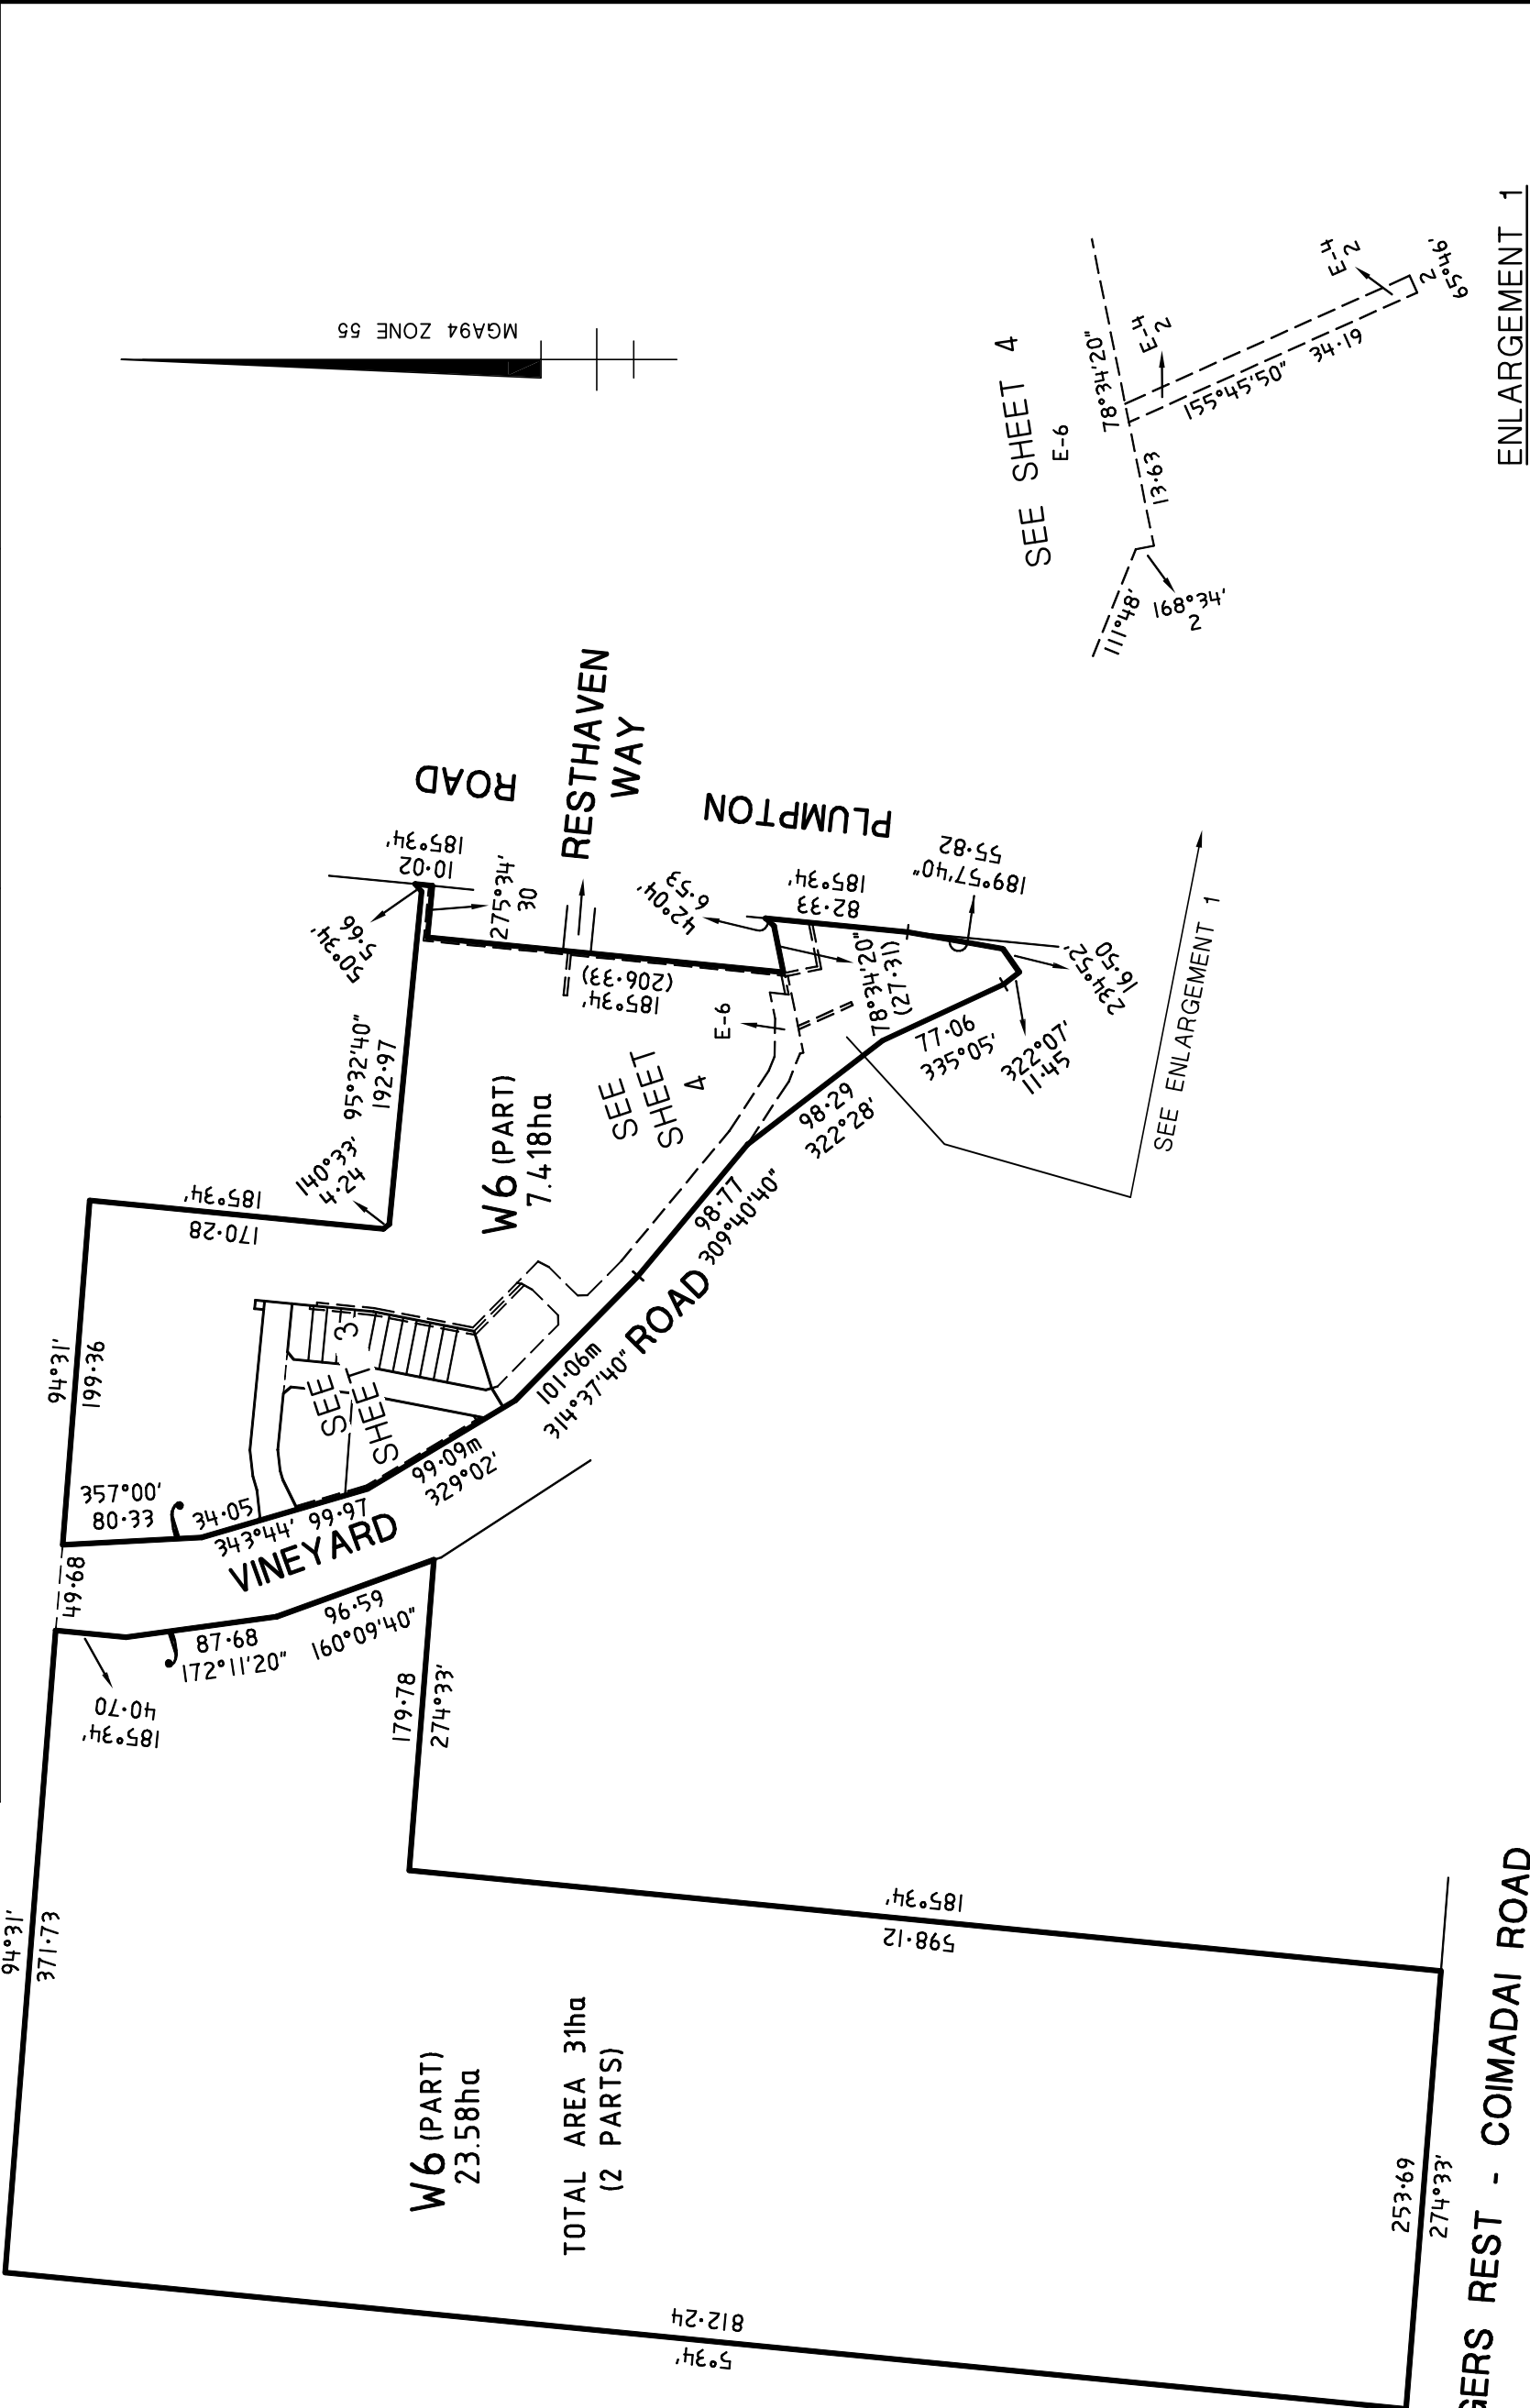 MGA94 ZONE 55
94°31'
371·73
49·68
94°31'
199·36
357°00'
80·33
34·05
343°44' 99·97
VINEYARD
ROAD
99·09m
329°02'
101·06m
314°37'40"
98·77
309°40'40"
98·29
322°28'
77·06
335°05'
322°07'
11·45
234°52'
16·50
189°57'40"
55·82
185°34'
82·33
42°04'
6·53
78°34'20"
(27·31)
185°34'
(206·33)
275°34'
30
185°34'
10·02
50°34'
5·66
95°32'40"
192·97
140°33'
4·24
185°34'
170·28
ROAD
PLUMPTON
RESTHAVEN
WAY
W6 (PART)
7.418ha
SEE
SHEET 3
SEE
SHEET
4
E-6
SEE ENLARGEMENT 1
185°34'
40·70
87·68
172°11'20"
96·59
160°09'40"
179·78
274°33'
185°34'
598·12
W6 (PART)
23.58ha
TOTAL AREA 31ha
(2 PARTS)
812·24
5°34'
253·69
274°33'
REST - COIMADAI ROAD
SEE SHEET 4
E-6
78°34'20"
E-4
2
E-4
2
13·63
111°48'
168°34'
2
155°45'50" 34·19
2
65°46'
ENLARGEMENT 1